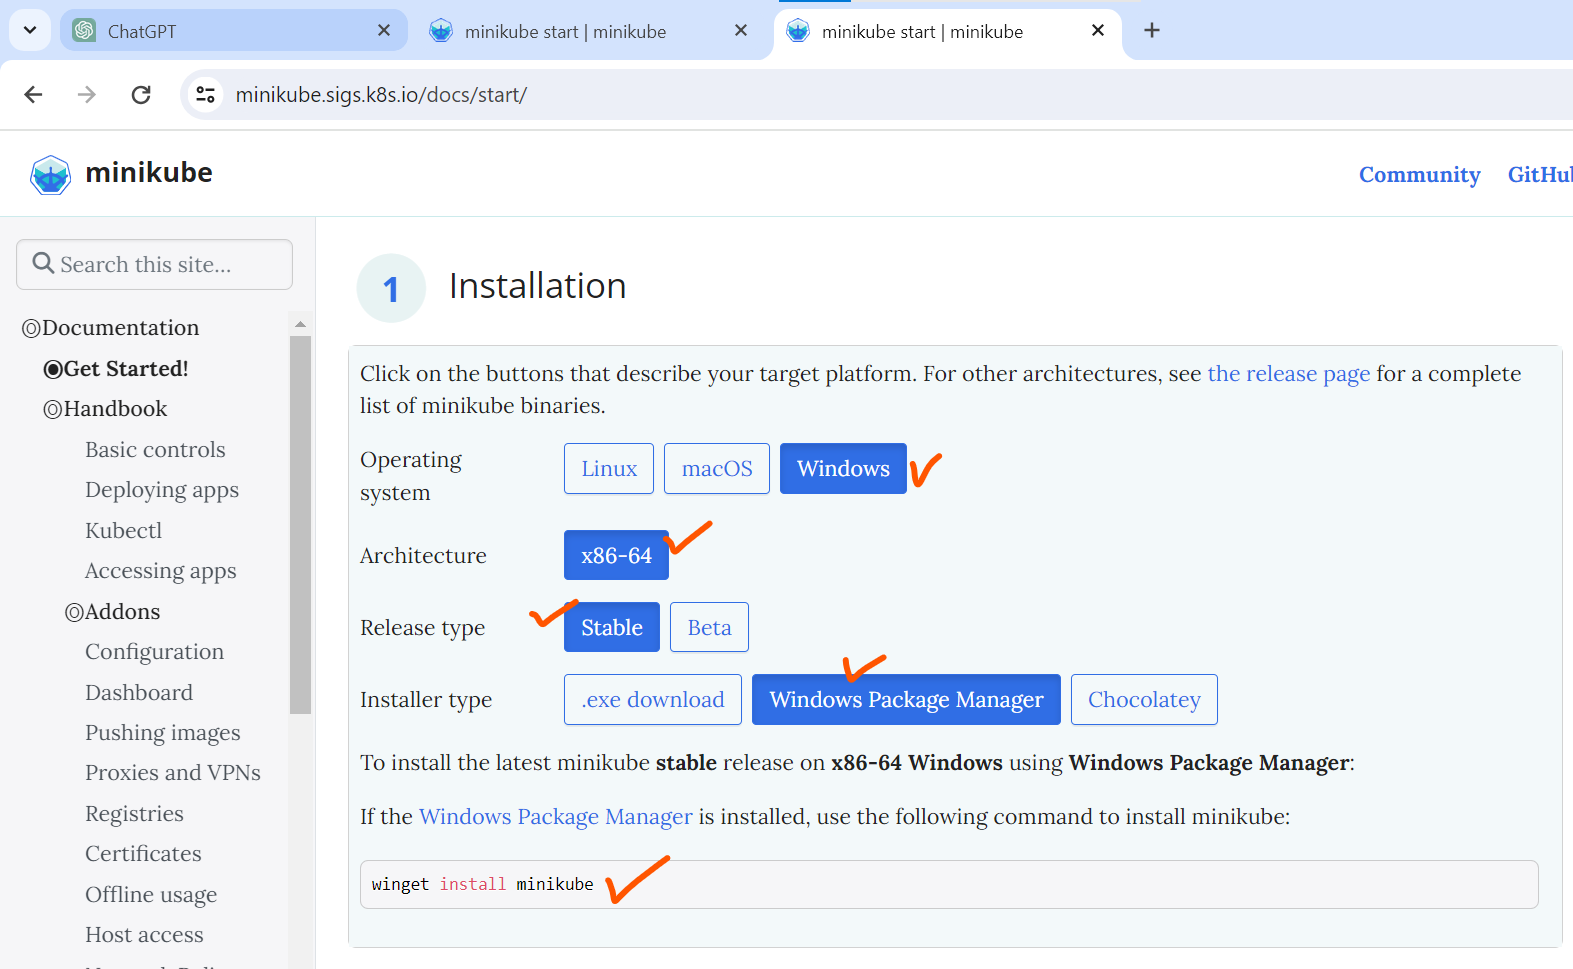 ChatGPT
minikube start | minikube
minikube start | minikube
minikube.sigs.k8s.io/docs/start/
minikube
Community
GitHu
Search this site...
Documentation
Get Started!
Handbook
Basic controls
Deploying apps
Kubectl
Accessing apps
Addons
Configuration
Dashboard
Pushing images
Proxies and VPNs
Registries
Certificates
Offline usage
Host access
1 Installation
Click on the buttons that describe your target platform. For other architectures, see the release page for a complete
list of minikube binaries.
Operating
system
Linux macOS Windows
Architecture x86-64
Release type Stable Beta
Installer type .exe download Windows Package Manager Chocolatey
To install the latest minikube stable release on x86-64 Windows using Windows Package Manager:
If the Windows Package Manager is installed, use the following command to install minikube:
winget install minikube